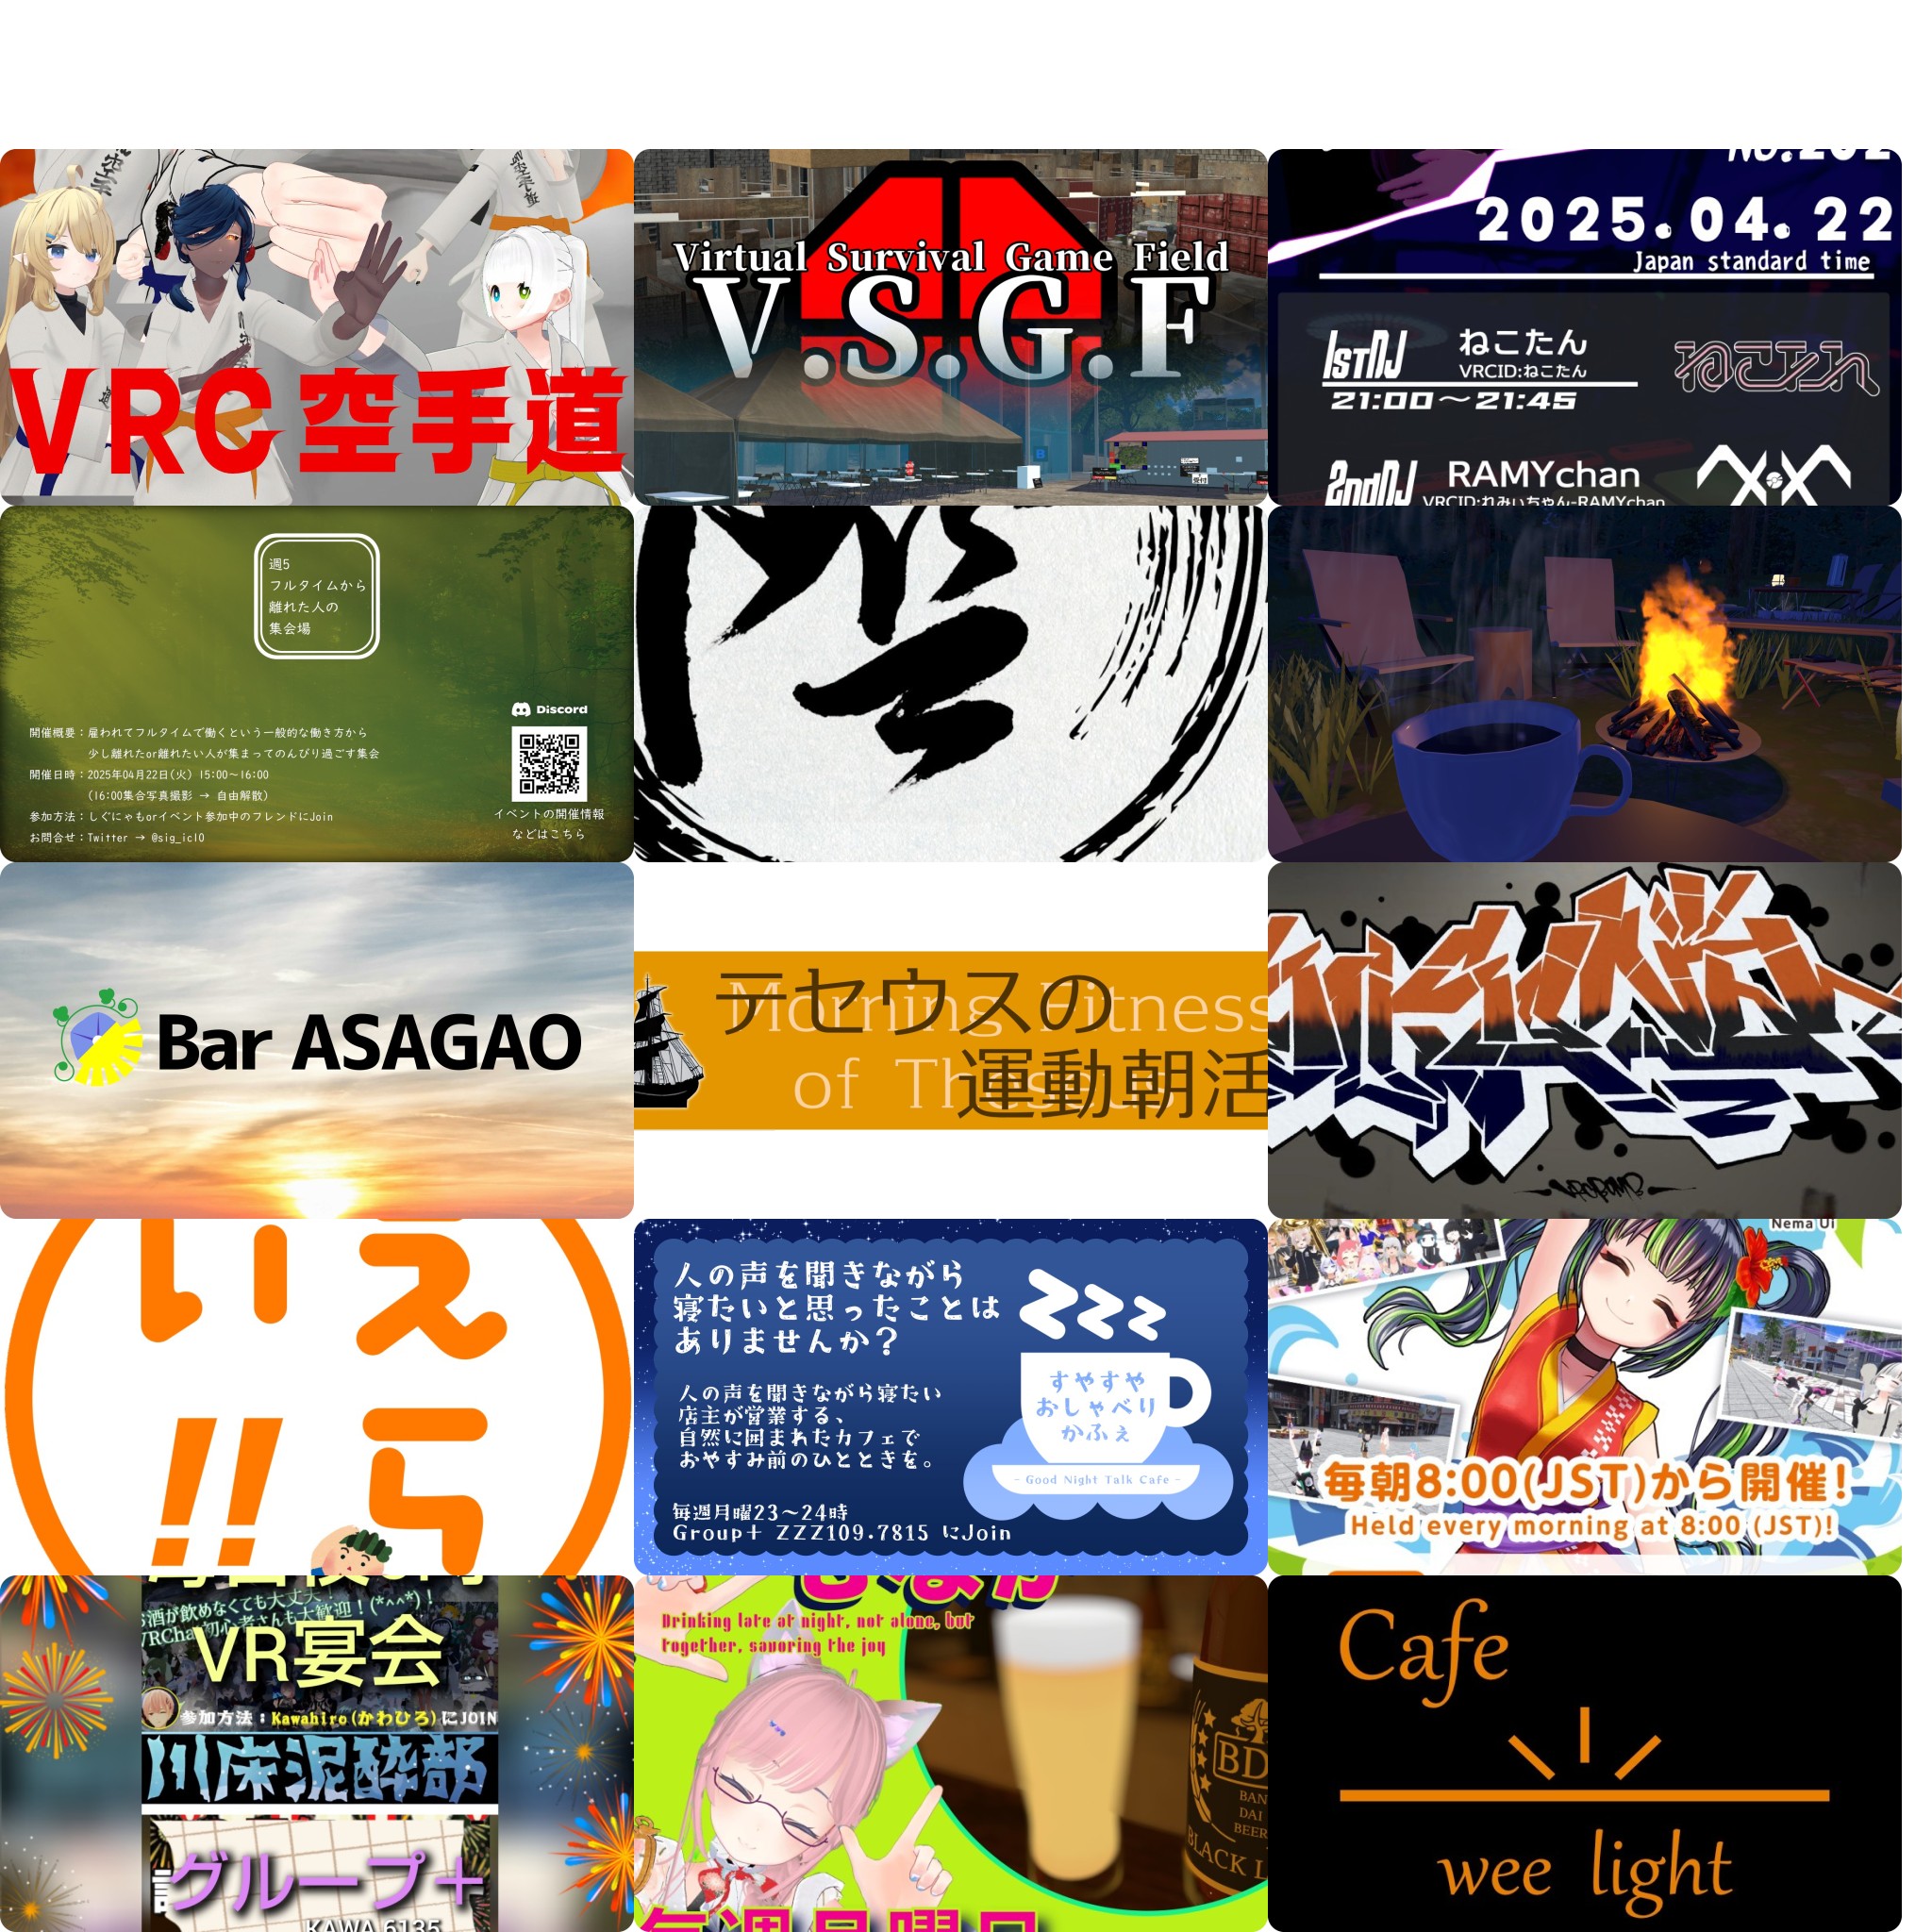 VRC空手道
Virtual Survival Game Field
V.S.G.F
2025.04.22
Japan standard time
1stDJ
ねこたん
VRCID:ねこたん
21:00～21:45
ねこたん
2ndDJ
RAMYchan
VRCID:れみぃちゃん-RAMYchan
週5
フルタイムから
離れた人の
集会場
開催概要：雇われてフルタイムで働くという一般的な働き方から
少し離れたor離れたい人が集まってのんびり過ごす集会
開催日時：2025年04月22日(火) 15:00～16:00
(16:00集合写真撮影 → 自由解散)
参加方法：しぐにゃもorイベント参加中のフレンドにJoin
お問合せ：Twitter → @sig_icl0
Discord
イベントの開催情報
などはこちら
Bar ASAGAO
テセウスの
運動朝活
Morning Fitness
of Theseus
いえ
!!
ら
人の声を聞きながら
寝たいと思ったことは
ありませんか？
人の声を聞きながら寝たい
店主が営業する、
自然に囲まれたカフェで
おやすみ前のひとときを。
毎週月曜23～24時
Group+ ZZZ109.7815 にJoin
zzz
すやすや
おしゃべり
かふぇ
- Good Night Talk Cafe -
Nema Ui
毎朝8:00(JST)から開催!
Held every morning at 8:00 (JST)!
お酒が飲めなくても大丈夫！
VRChat初心者さんも大歓迎！(*^^*)！
VR宴会
参加方法：Kawahiro(かわひろ)にJOIN
川床泥酔部
グループ+
KAWA.6135
Drinking late at night, not alone, but
together, savoring the joy
毎週月曜日
Cafe
wee light